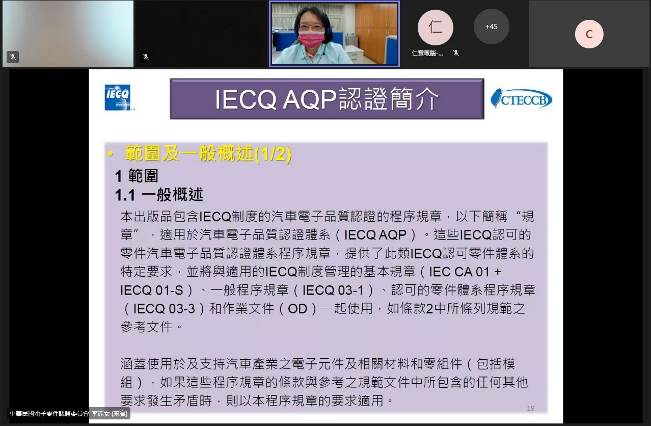 仁
+45
C
IECQ
IECQ AQP認證簡介
CTECCB
• 範圍及一般概述(1/2)
1 範圍
1.1 一般概述
本出版品包含IECQ制度的汽車電子品質認證的程序規章，以下簡稱“規
章”，適用於汽車電子品質認證體系（IECQ AQP）。這些IECQ認可的
零件汽車電子品質認證體系程序規章，提供了此類IECQ認可零件體系的
特定要求，並將與適用的IECQ制度管理的基本規章（IEC CA 01 +
IECQ 01-S）、一般程序規章（IECQ 03-1）、認可的零件體系程序規章
（IECQ 03-3）和作業文件（OD）一起使用，如條款2中所條列規範之
參考文件。
涵蓋使用於及支持汽車產業之電子元件及相關材料和零組件（包括模
組），如果這些程序規章的條款與參考之規範文件中所包含的任何其他
要求發生矛盾時，則以本程序規章的要求適用。
19